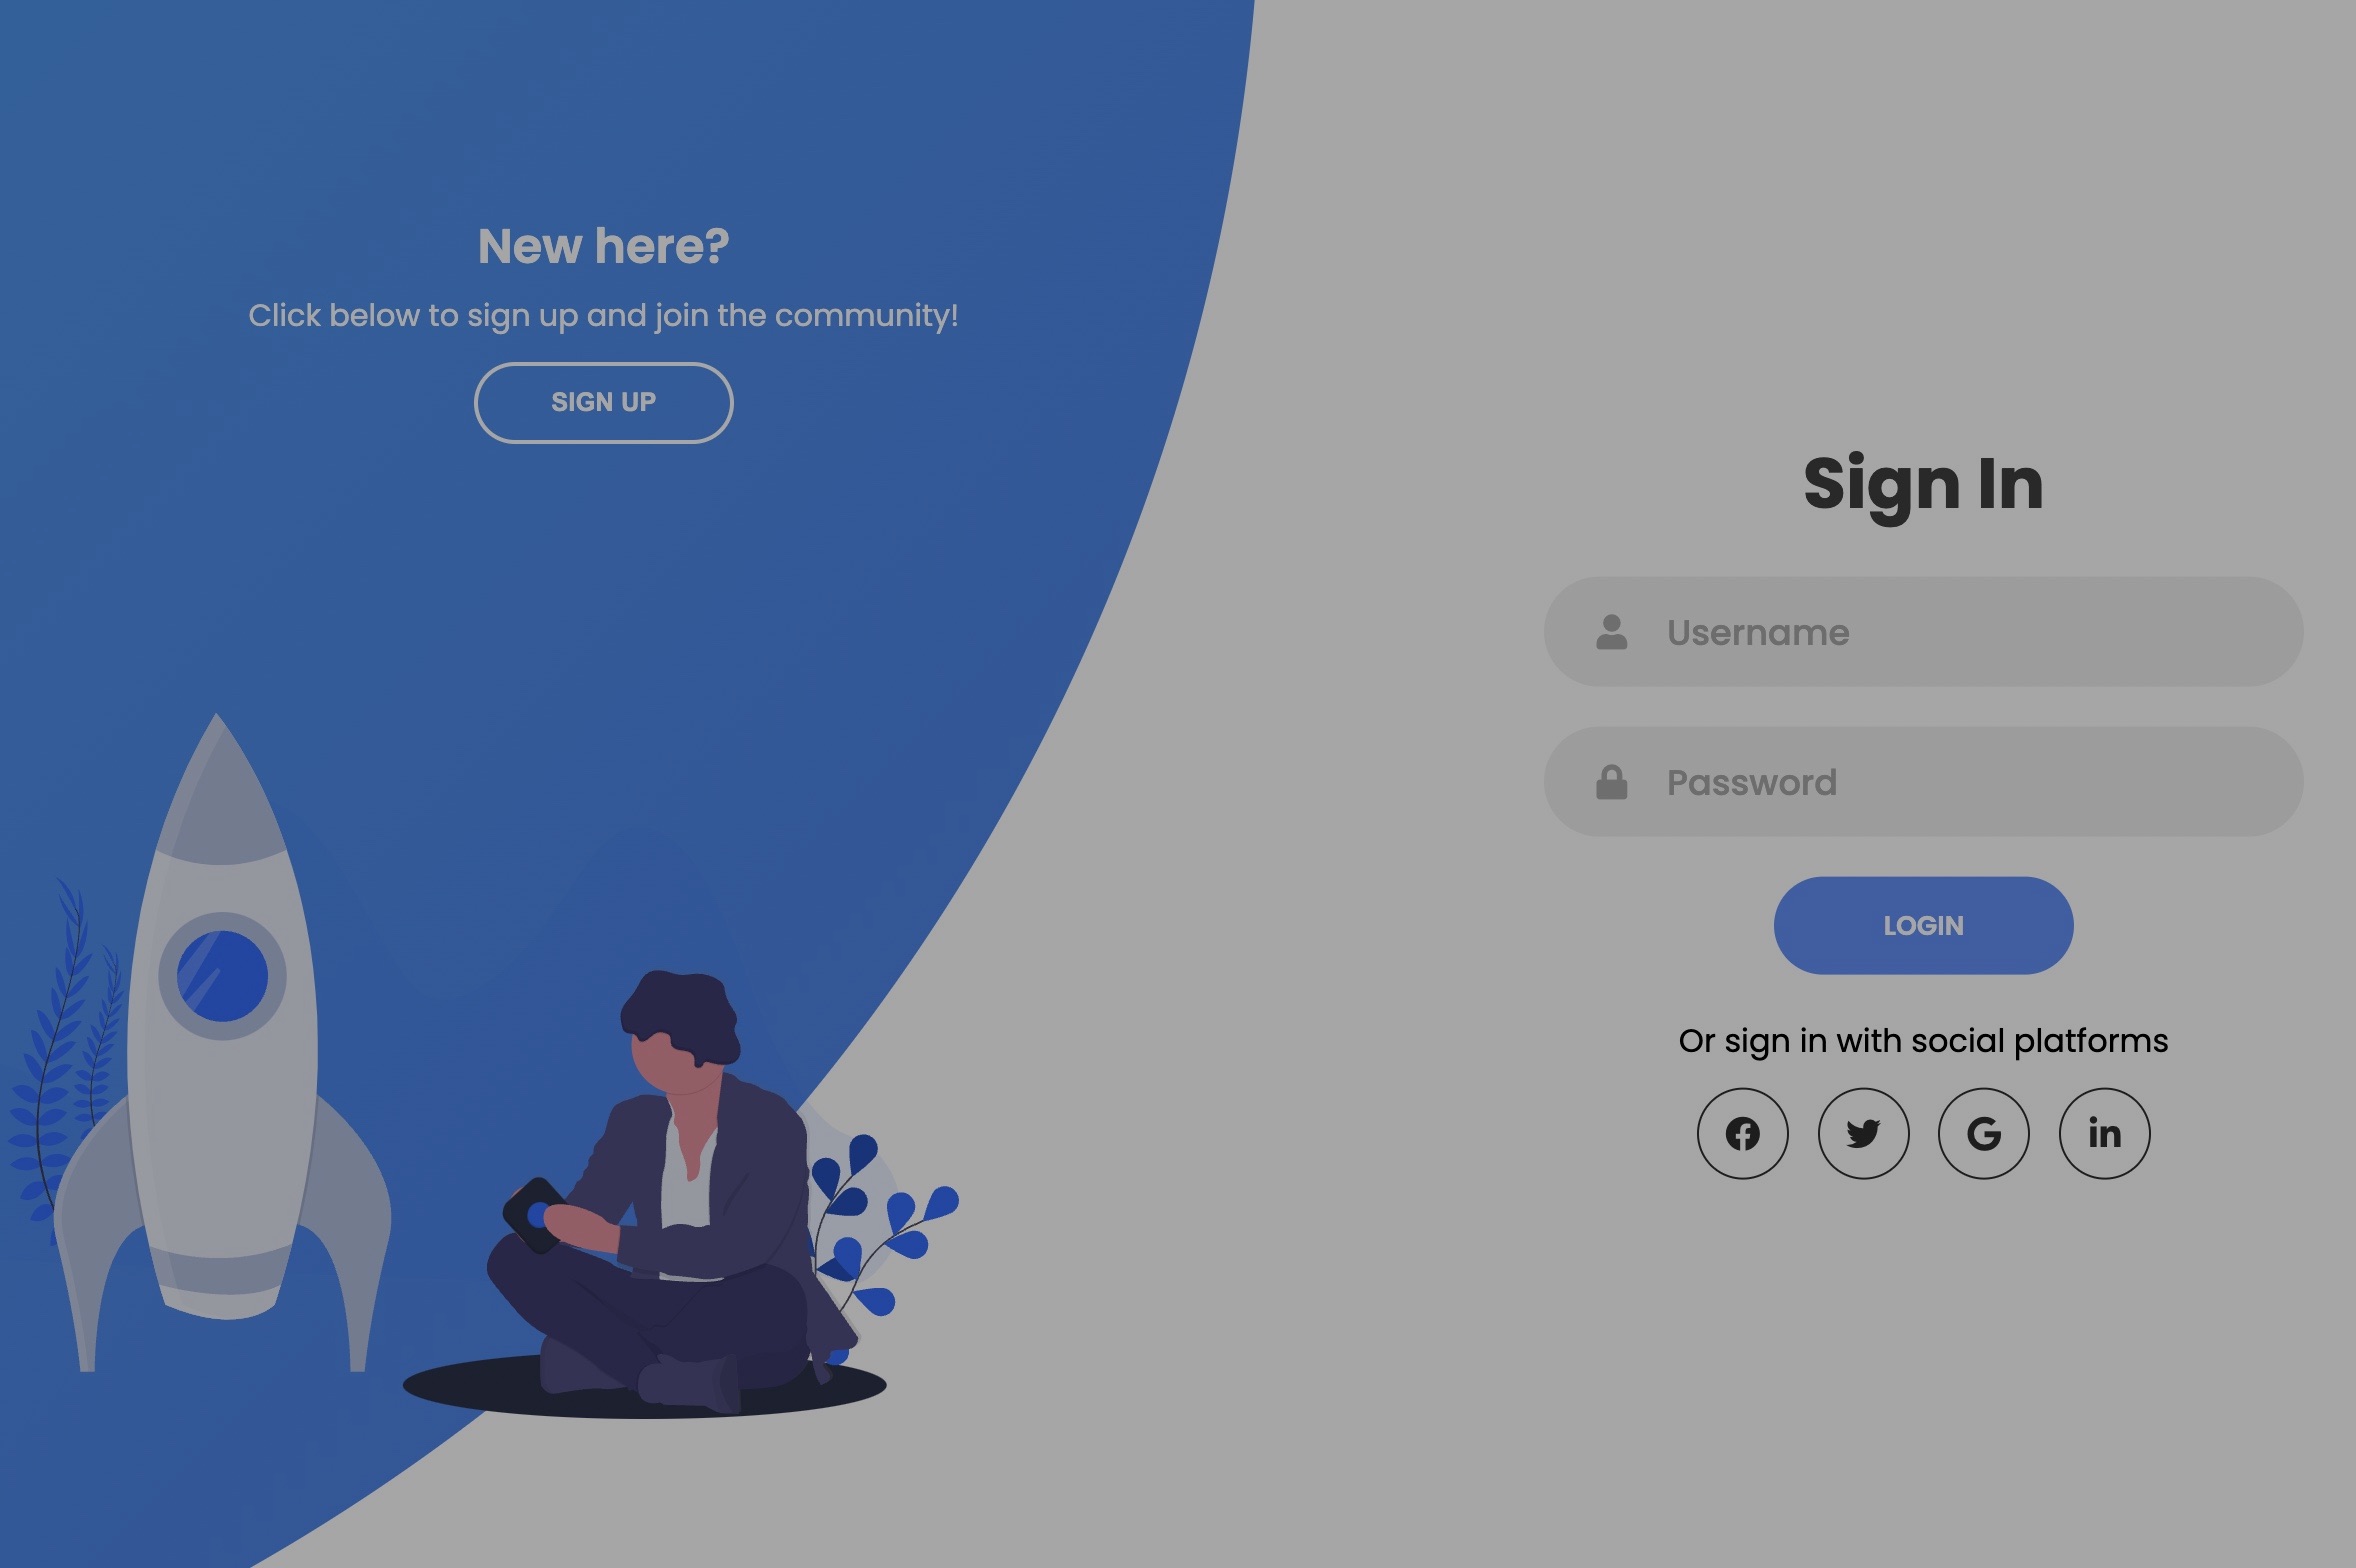 New here?
Click below to sign up and join the community!
SIGN UP
Sign In
Username
Password
LOGIN
Or sign in with social platforms